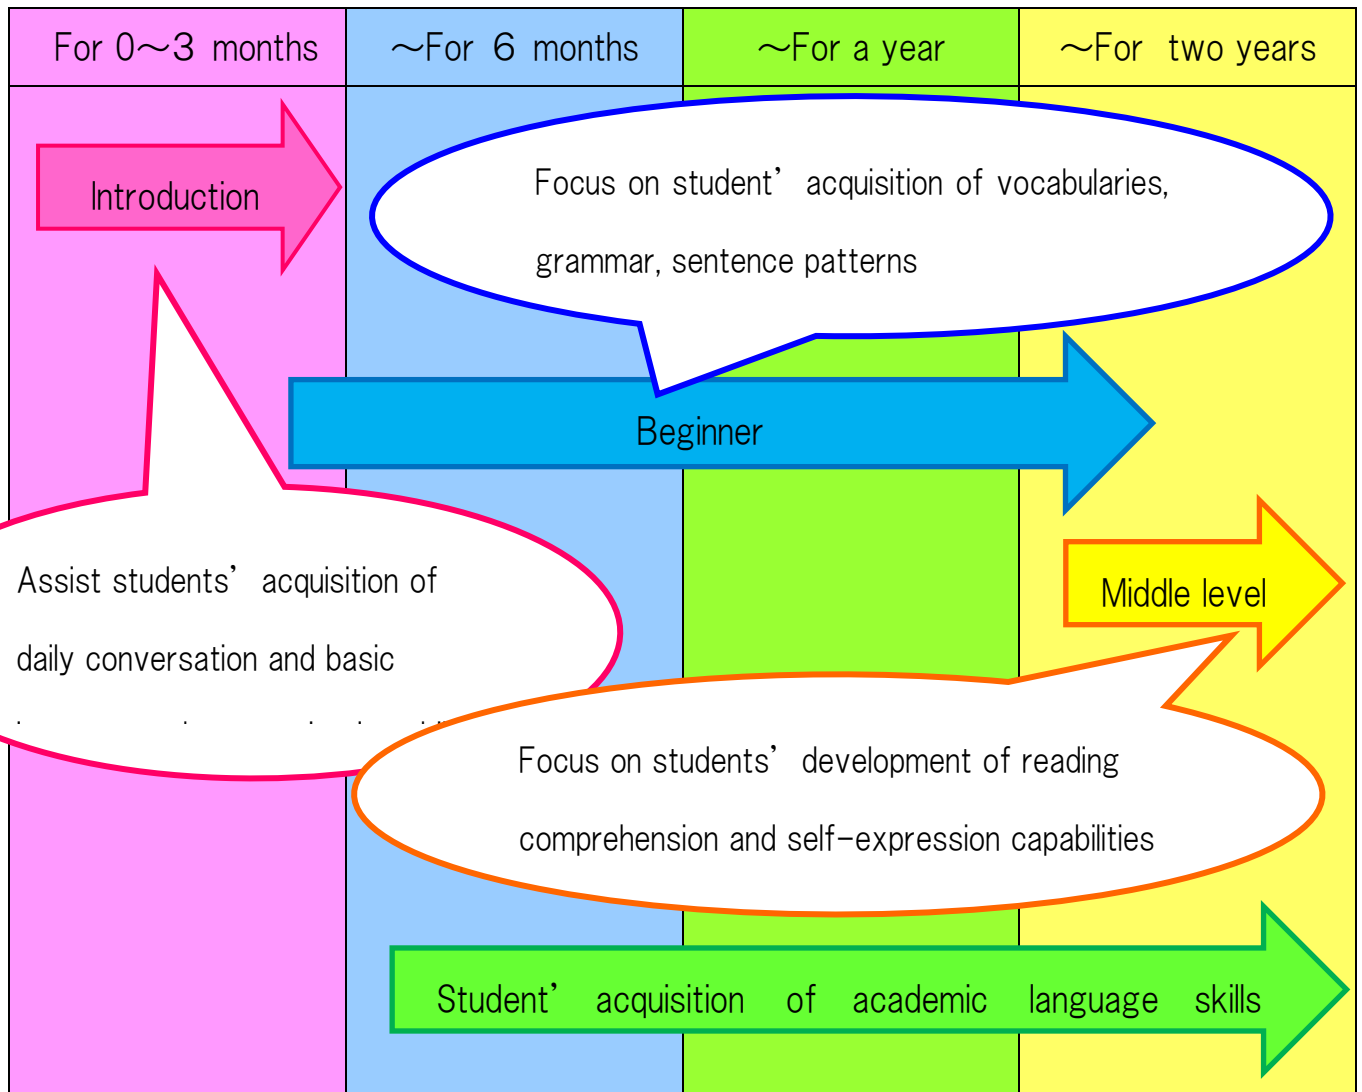 For 0～3 months
～For 6 months
～For a year
～For two years
Introduction
Focus on student’ acquisition of vocabularies,
grammar, sentence patterns
Beginner
Assist students’ acquisition of
daily conversation and basic
Middle level
Focus on students’ development of reading
comprehension and self-expression capabilities
Student’ acquisition of academic language skills